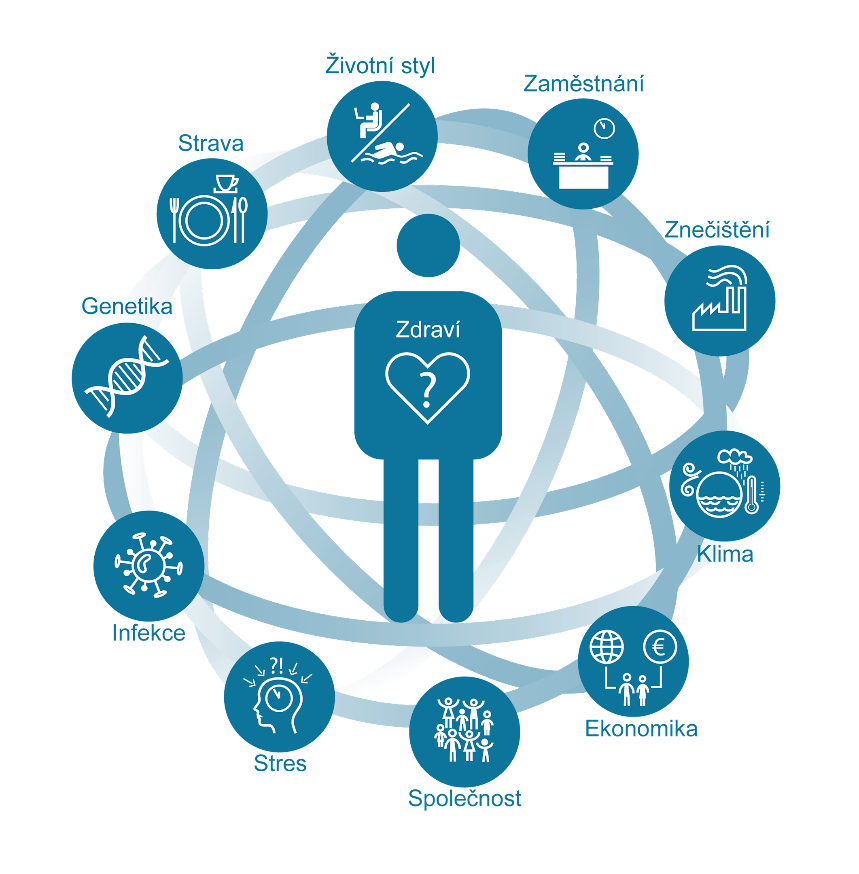 Životní styl
Zaměstnání
Strava
Znečištění
Genetika
Zdraví
?
Klima
Infekce
?!
€
Ekonomika
Stres
Společnost